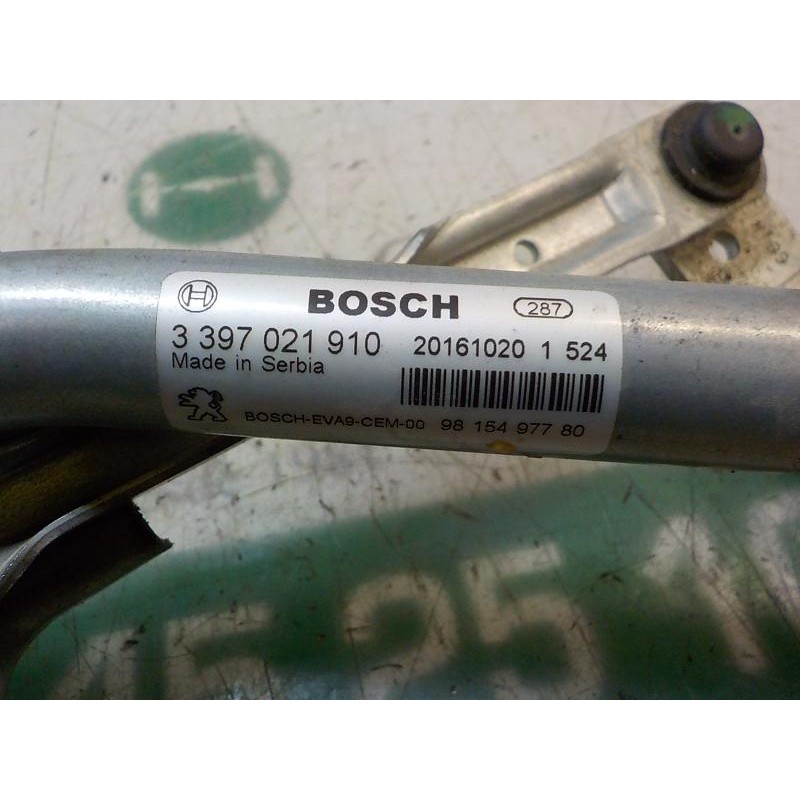 BOSCH 287
3 397 021 910 20161020 1 524
Made in Serbia
BOSCH-EVA9-CEM-00 98 154 977 80